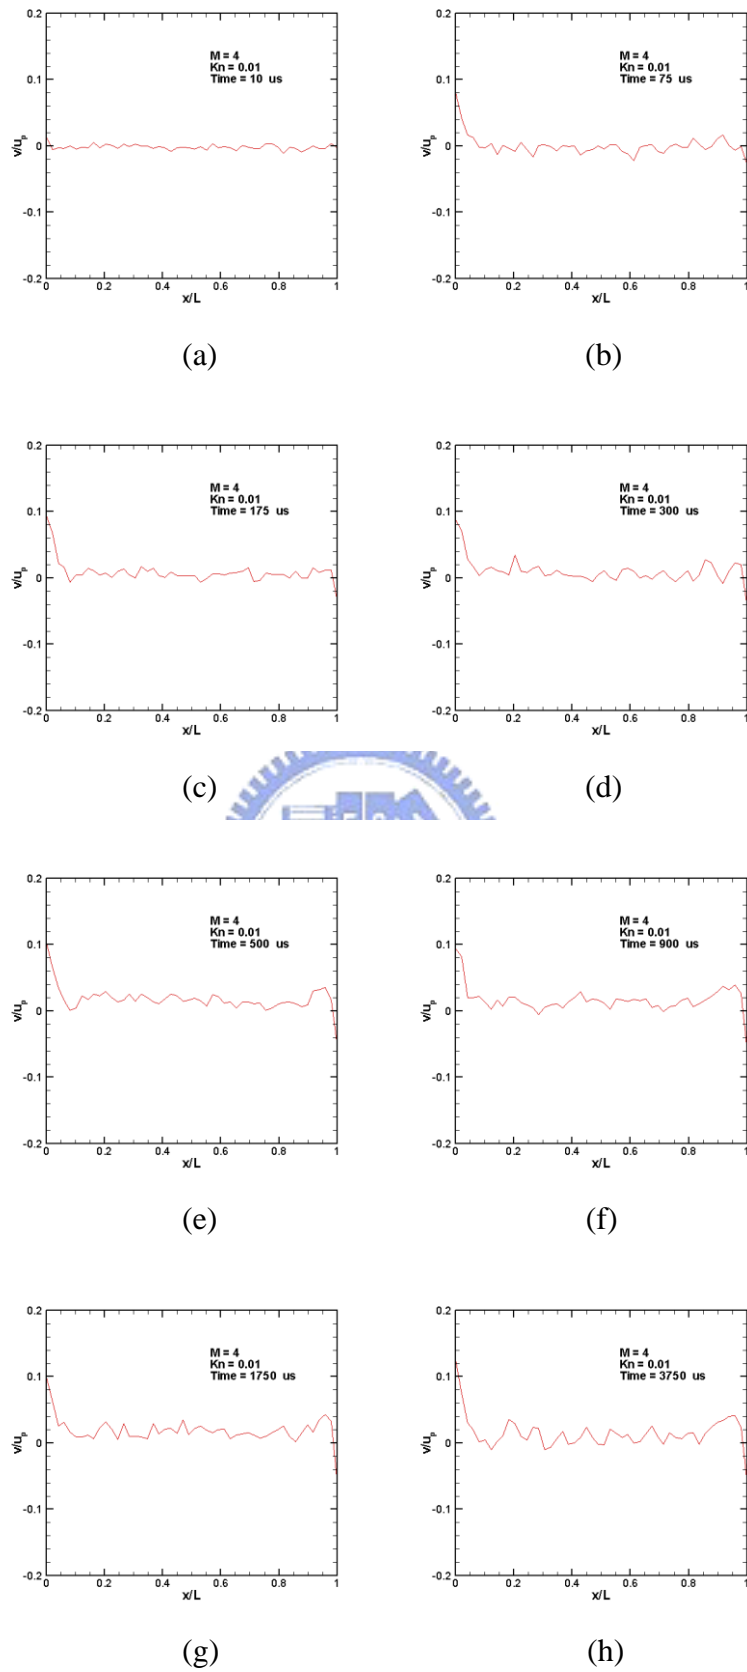 0.2
0.1
0
-0.1
-0.2
v/up
M = 4
Kn = 0.01
Time = 10 us
0 0.2 0.4 0.6 0.8 1
x/L
(a)
0.2
0.1
0
-0.1
-0.2
v/up
M = 4
Kn = 0.01
Time = 75 us
0 0.2 0.4 0.6 0.8 1
x/L
(b)
0.2
0.1
0
-0.1
-0.2
v/up
M = 4
Kn = 0.01
Time = 175 us
0 0.2 0.4 0.6 0.8 1
x/L
(c)
0.2
0.1
0
-0.1
-0.2
v/up
M = 4
Kn = 0.01
Time = 300 us
0 0.2 0.4 0.6 0.8 1
x/L
(d)
0.2
0.1
0
-0.1
-0.2
v/up
M = 4
Kn = 0.01
Time = 500 us
0 0.2 0.4 0.6 0.8 1
x/L
(e)
0.2
0.1
0
-0.1
-0.2
v/up
M = 4
Kn = 0.01
Time = 900 us
0 0.2 0.4 0.6 0.8 1
x/L
(f)
0.2
0.1
0
-0.1
-0.2
v/up
M = 4
Kn = 0.01
Time = 1750 us
0 0.2 0.4 0.6 0.8 1
x/L
(g)
0.2
0.1
0
-0.1
-0.2
v/up
M = 4
Kn = 0.01
Time = 3750 us
0 0.2 0.4 0.6 0.8 1
x/L
(h)